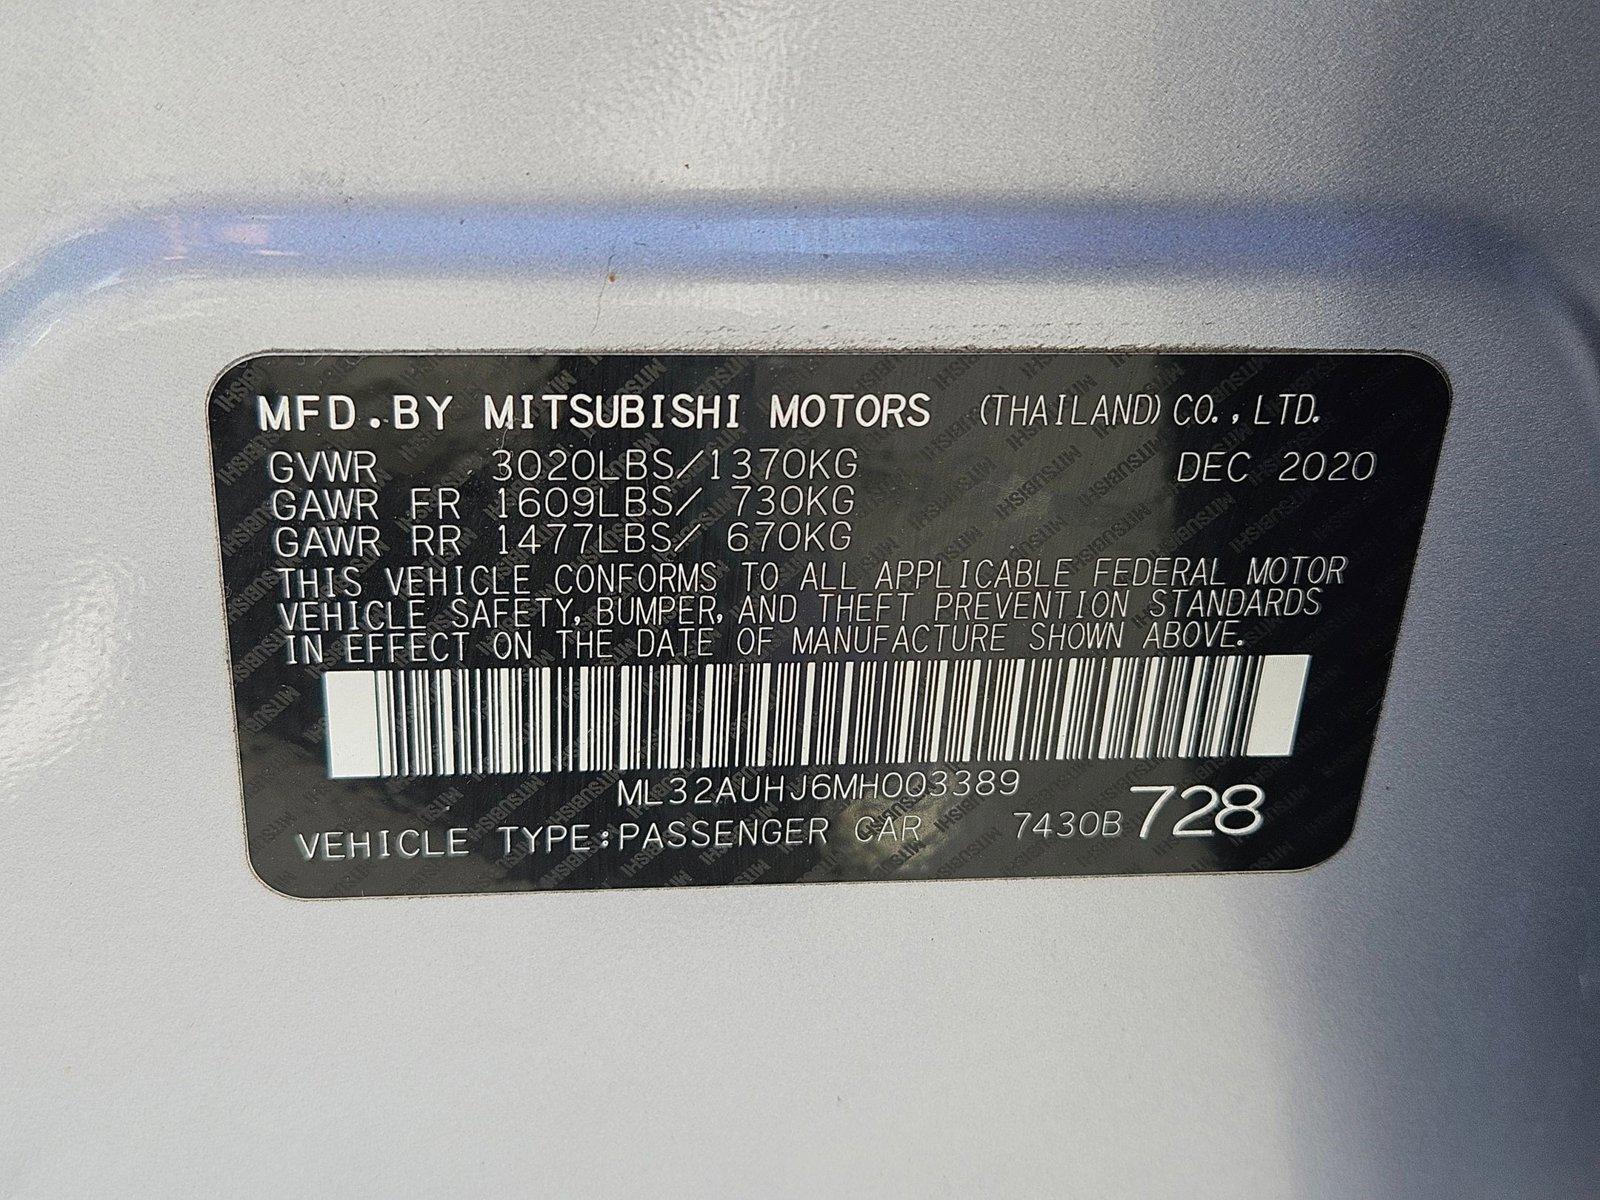 MFD.BY MITSUBISHI MOTORS (THAILAND)CO.,LTD.
GVWR 3020LBS/1370KG DEC 2020
GAWR FR 1609LBS/ 730KG
GAWR RR 1477LBS/ 670KG
THIS VEHICLE CONFORMS TO ALL APPLICABLE FEDERAL MOTOR
VEHICLE SAFETY, BUMPER, AND THEFT PREVENTION STANDARDS
IN EFFECT ON THE DATE OF MANUFACTURE SHOWN ABOVE.
ML32AUHJ6MH003389
VEHICLE TYPE:PASSENGER CAR 7430B 728